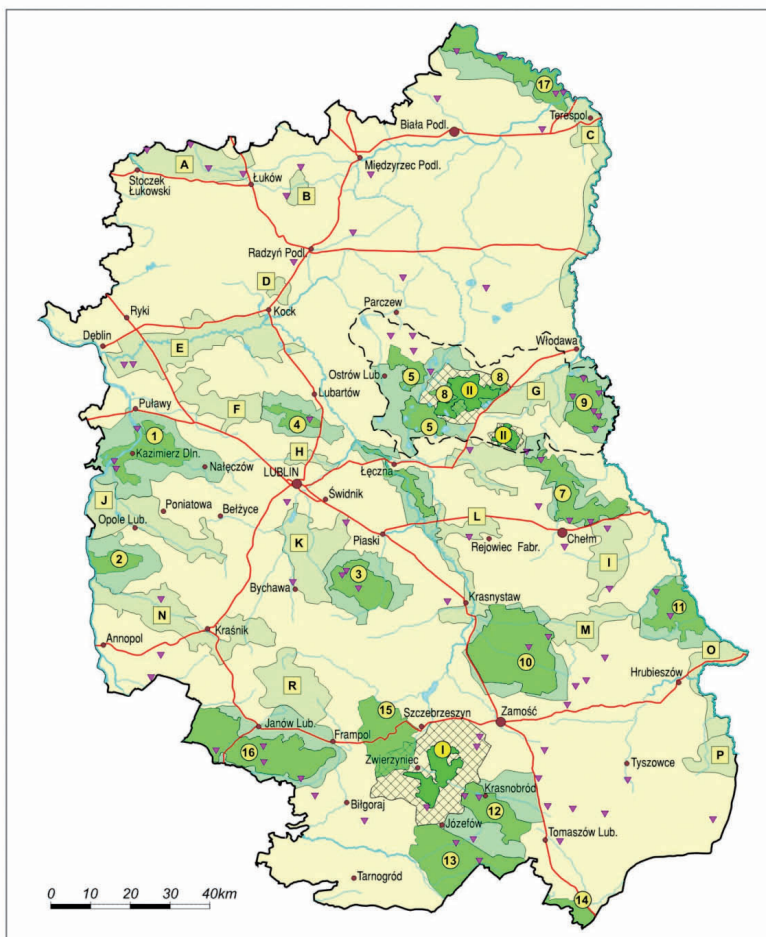 17
Terespol
Biała Podl.
C
A
Międzyrzec Podl.
Stoczek
Łukowski
Łuków
B
Radzyń Podl.
D
Kock
Parczew
Ryki
Dęblin
E
Włodawa
Ostrów Lub.
5
8
II
8
G
9
Lubartów
F
4
5
II
Puławy
1
Kazimierz Dln.
Nałęczów
H
LUBLIN
Łęczna
Świdnik
7
J
Poniatowa
Bełżyce
Opole Lub.
K
Piaski
L
Rejowiec Fabr.
Chełm
I
2
3
Bychawa
Krasnystaw
11
N
Kraśnik
M
Annopol
10
O
Hrubieszów
R
15
Szczebrzeszyn
Zamość
Janów Lub.
Frampol
16
Zwierzyniec
I
P
Tyszowce
Krasnobród
Biłgoraj
12
Józefów
Tomaszów Lub.
13
Tarnogród
14
0 10 20 30 40km